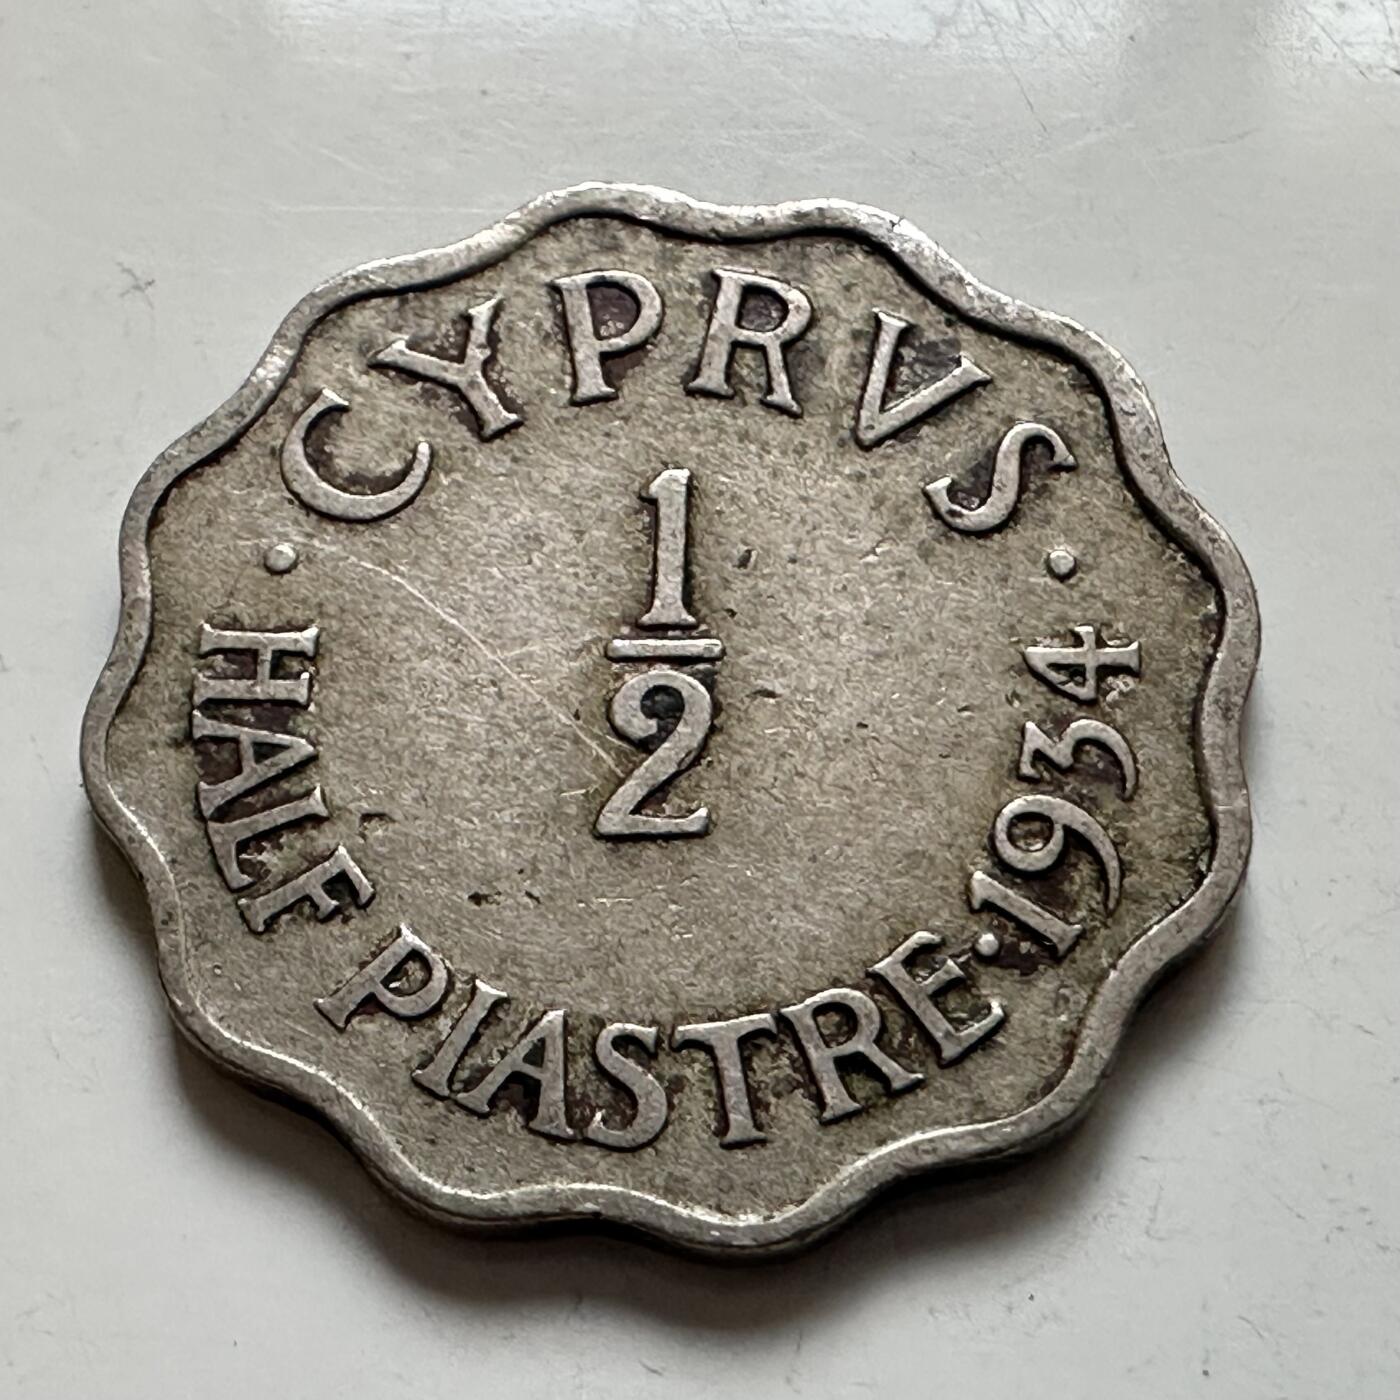 CYPRVS
1/2
HALF PIASTRE·1934